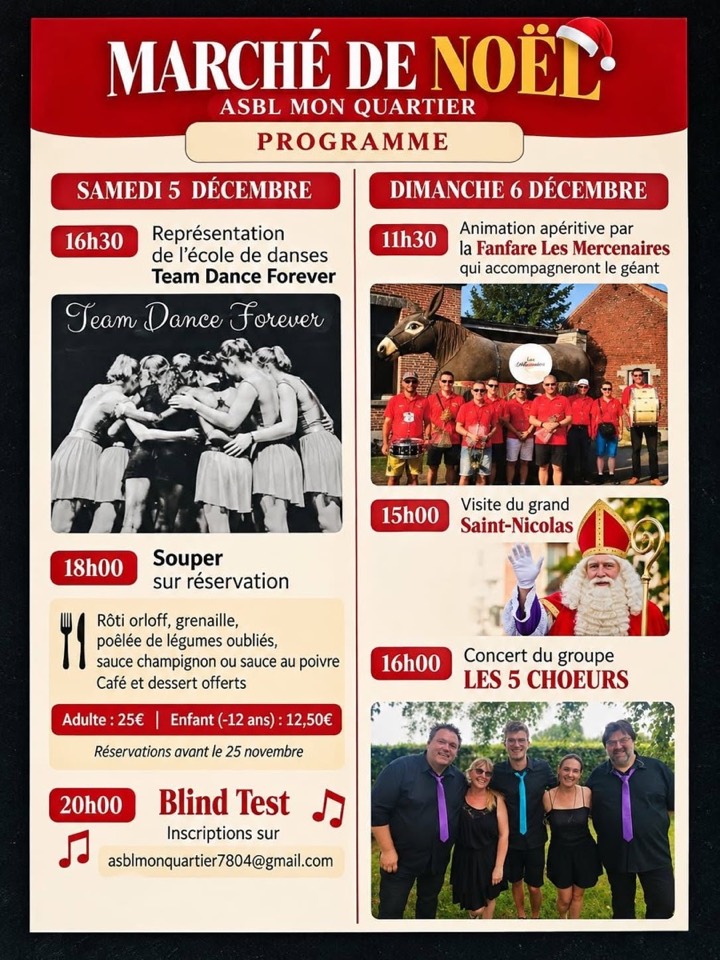 MARCHÉ DE NOËL
ASBL MON QUARTIER
PROGRAMME
SAMEDI 5 DÉCEMBRE
16h30
Représentation
de l'école de danses
Team Dance Forever
Team Dance Forever
18h00
Souper
sur réservation
Rôti orloff, grenaille,
poêlée de légumes oubliés,
sauce champignon ou sauce au poivre
Café et dessert offerts
Adulte : 25€ | Enfant (-12 ans) : 12,50€
Réservations avant le 25 novembre
20h00
Blind Test
Inscriptions sur
asblmonquartier7804@gmail.com
DIMANCHE 6 DÉCEMBRE
11h30
Animation apéritive par
la Fanfare Les Mercenaires
qui accompagneront le géant
15h00
Visite du grand
Saint-Nicolas
16h00
Concert du groupe
LES 5 CHOEURS